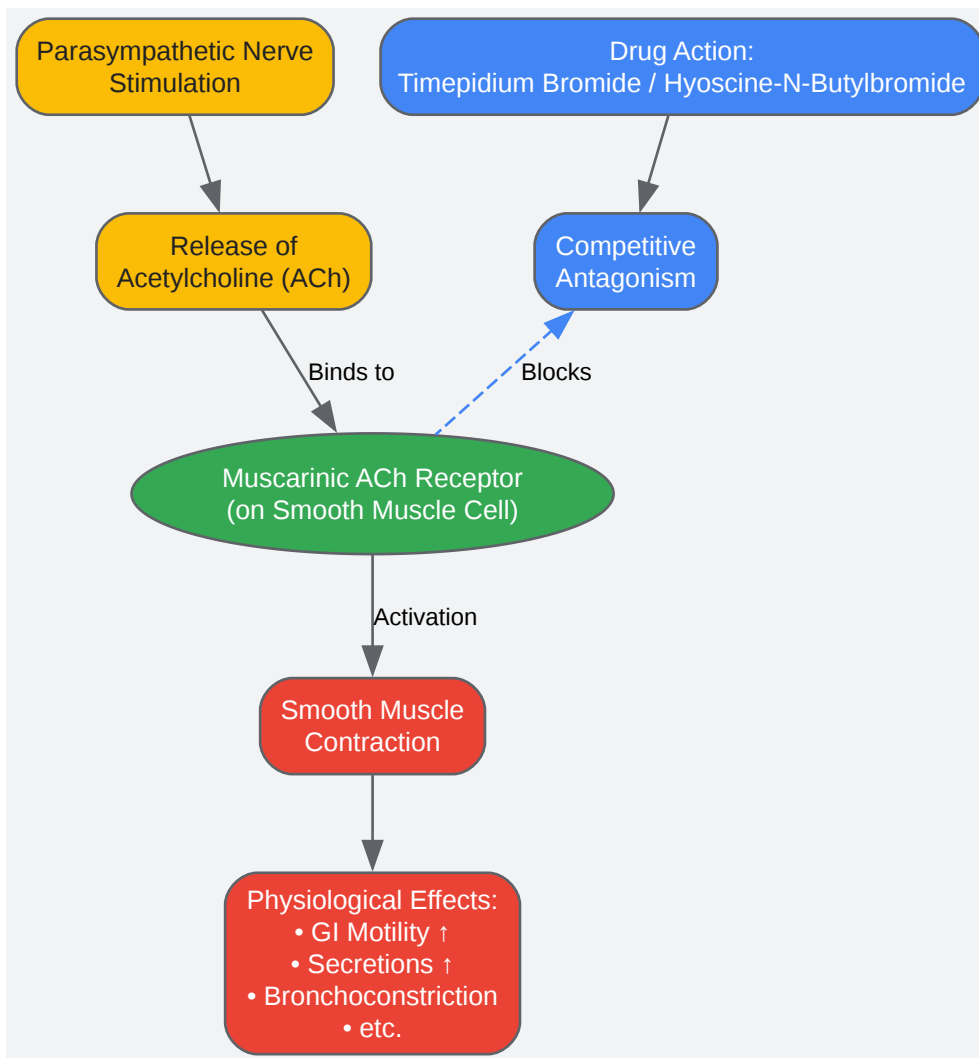 Parasympathetic Nerve
Stimulation
Drug Action:
Timepidium Bromide / Hyoscine-N-Butylbromide
Release of
Acetylcholine (ACh)
Competitive
Antagonism
Binds to
Blocks
Muscarinic ACh Receptor
(on Smooth Muscle Cell)
Activation
Smooth Muscle
Contraction
Physiological Effects:
• GI Motility ↑
• Secretions ↑
• Bronchoconstriction
• etc.